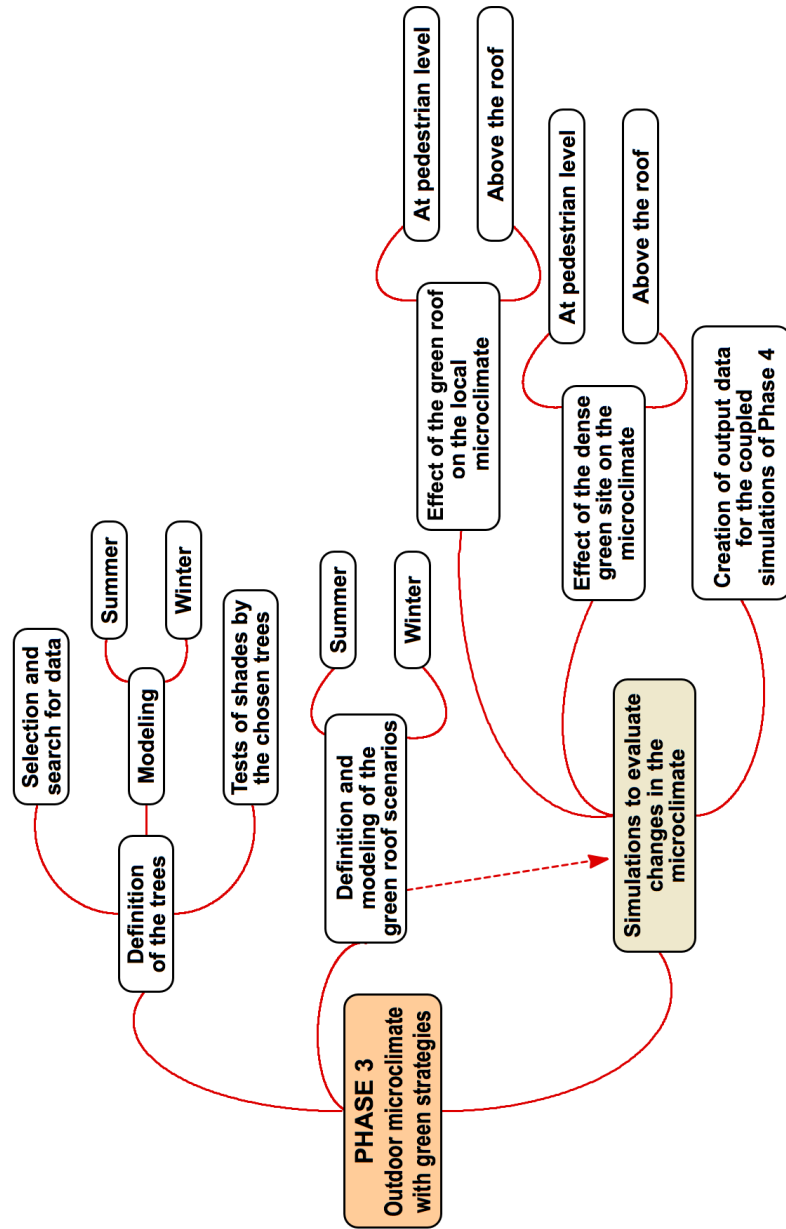 PHASE 3
Outdoor microclimate
with green strategies
Definition
of the trees
Selection and
search for data
Modeling
Summer
Winter
Tests of shades by
the chosen trees
Definition and
modeling of the
green roof scenarios
Summer
Winter
Simulations to evaluate
changes in the
microclimate
Effect of the green roof
on the local
microclimate
At pedestrian level
Above the roof
Effect of the dense
green site on the
microclimate
At pedestrian level
Above the roof
Creation of output data
for the coupled
simulations of Phase 4